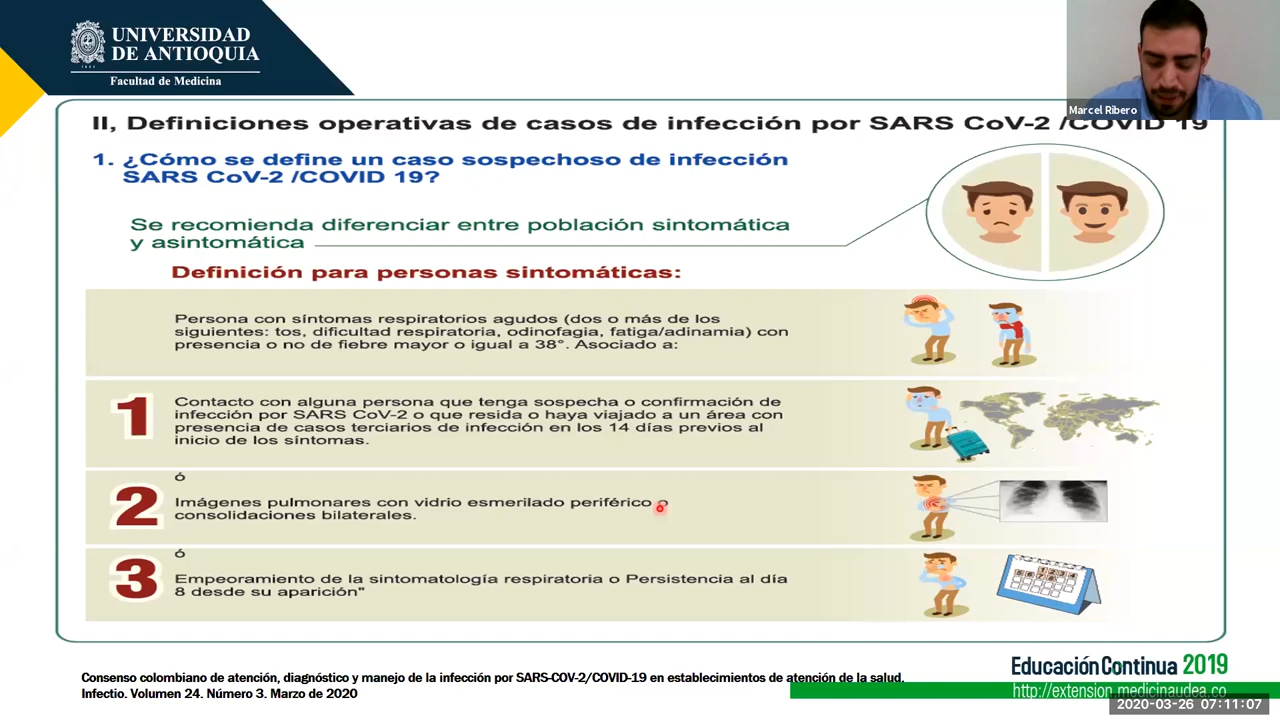 UNIVERSIDAD
DE ANTIOQUIA
1803
Facultad de Medicina
Marcel Ribero
II, Definiciones operativas de casos de infección por SARS CoV-2 /COVID 19
1. ¿Cómo se define un caso sospechoso de infección
SARS CoV-2 /COVID 19?
Se recomienda diferenciar entre población sintomática
y asintomática
Definición para personas sintomáticas:
Persona con síntomas respiratorios agudos (dos o más de los
siguientes: tos, dificultad respiratoria, odinofagia, fatiga/adinamia) con
presencia o no de fiebre mayor o igual a 38°. Asociado a:
1
Contacto con alguna persona que tenga sospecha o confirmación de
infección por SARS CoV-2 o que resida o haya viajado a un área con
presencia de casos terciarios de infección en los 14 días previos al
inicio de los síntomas.
ó
2
Imágenes pulmonares con vidrio esmerilado periférico o
consolidaciones bilaterales.
ó
3
Empeoramiento de la sintomatología respiratoria o Persistencia al día
8 desde su aparición"
Consenso colombiano de atención, diagnóstico y manejo de la infección por SARS-COV-2/COVID-19 en establecimientos de atención de la salud.
Infectio. Volumen 24. Número 3. Marzo de 2020
Educación Continua 2019
http://extension.medicinaudea.co
2020-03-26 07:11:07